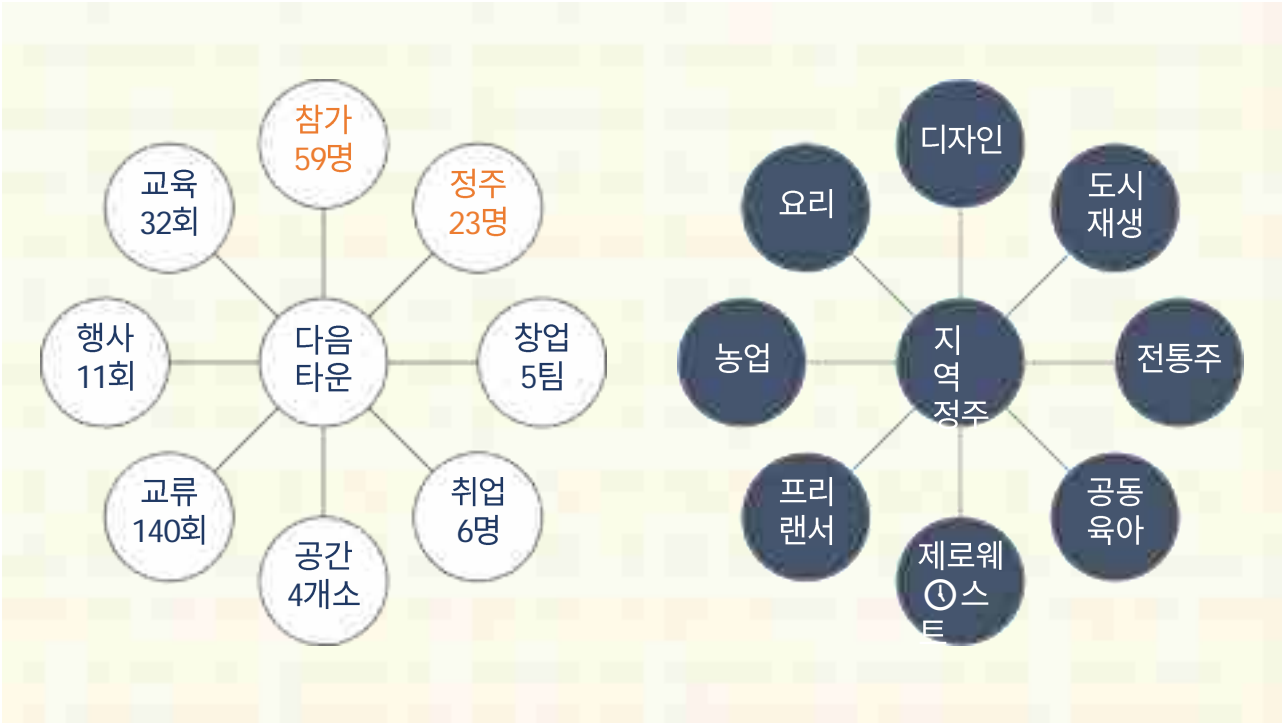 참가
59명
정주
23명
창업
5팀
취업
6명
공간
4개소
교류
140회
행사
11회
교육
32회
다음
타운
디자인
도시
재생
전통주
공동
육아
제로웨
스
트
프리
랜서
농업
요리
지
역
정주